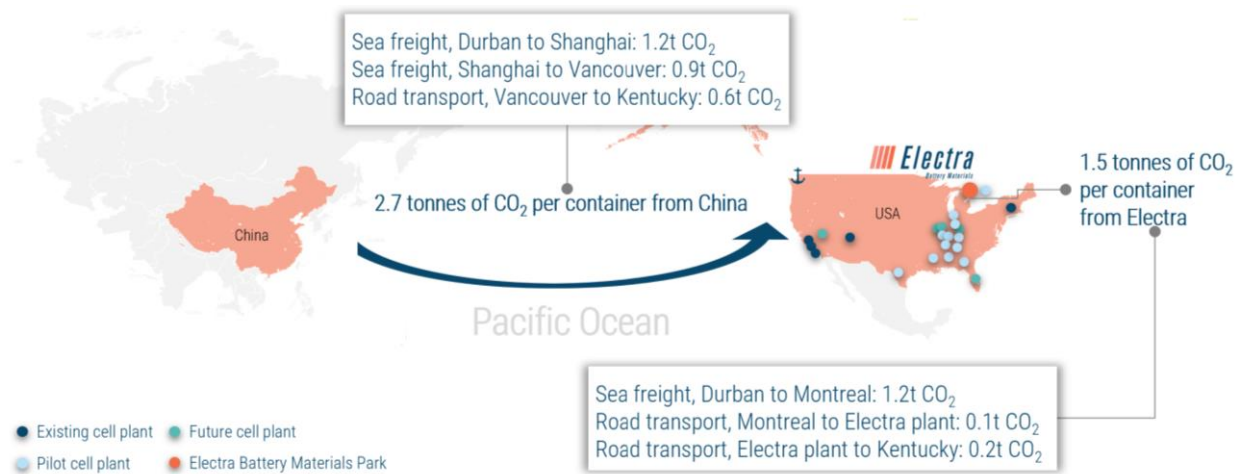 Sea freight, Durban to Shanghai: 1.2t CO₂
Sea freight, Shanghai to Vancouver: 0.9t CO₂
Road transport, Vancouver to Kentucky: 0.6t CO₂
Electra
Battery Materials
1.5 tonnes of CO₂
per container
from Electra
2.7 tonnes of CO₂ per container from China
USA
China
Pacific Ocean
Sea freight, Durban to Montreal: 1.2t CO₂
Road transport, Montreal to Electra plant: 0.1t CO₂
Road transport, Electra plant to Kentucky: 0.2t CO₂
Existing cell plant
Future cell plant
Pilot cell plant
Electra Battery Materials Park